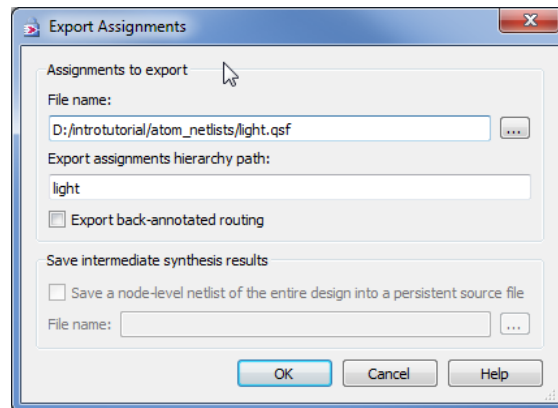 Export Assignments
Assignments to export
File name:
D:/introtutorial/atom_netlists/light.qsf
...
Export assignments hierarchy path:
light
Export back-annotated routing
Save intermediate synthesis results
Save a node-level netlist of the entire design into a persistent source file
File name:
...
OK Cancel Help